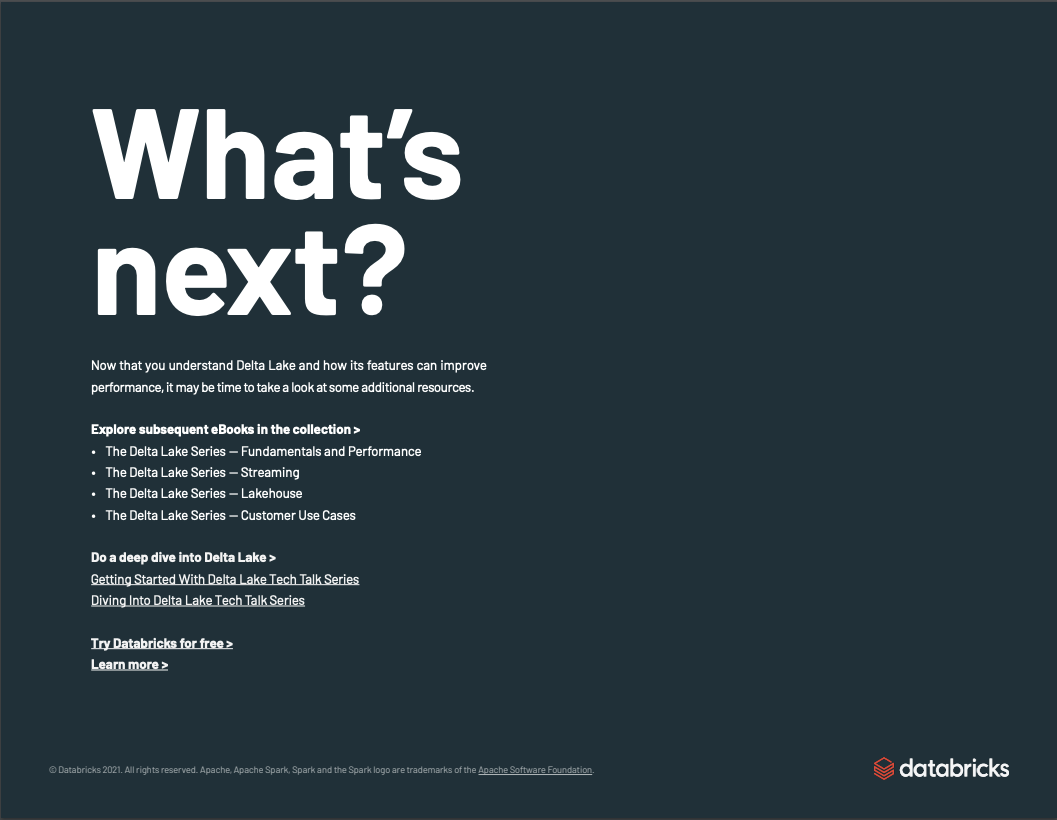 What's
next?
Now that you understand Delta Lake and how its features can improve
performance, it may be time to take a look at some additional resources.
Explore subsequent eBooks in the collection >
• The Delta Lake Series — Fundamentals and Performance
• The Delta Lake Series — Streaming
• The Delta Lake Series — Lakehouse
• The Delta Lake Series — Customer Use Cases
Do a deep dive into Delta Lake >
Getting Started With Delta Lake Tech Talk Series
Diving Into Delta Lake Tech Talk Series
Try Databricks for free >
Learn more >
© Databricks 2021. All rights reserved. Apache, Apache Spark, Spark and the Spark logo are trademarks of the Apache Software Foundation.
databricks